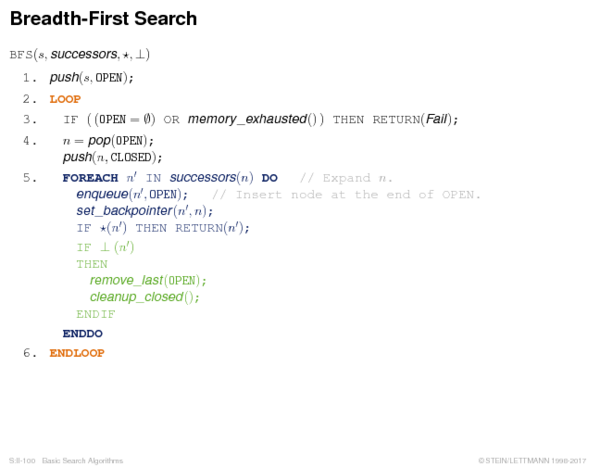 Breadth-First Search
BFS(s, successors, ⋆, ⊥)
1. push(s, OPEN);
2. LOOP
3. IF ((OPEN = ∅) OR memory_exhausted()) THEN RETURN(Fail);
4. n = pop(OPEN);
push(n, CLOSED);
5. FOREACH n′ IN successors(n) DO // Expand n.
enqueue(n′, OPEN); // Insert node at the end of OPEN.
set_backpointer(n′, n);
IF ⋆(n′) THEN RETURN(n′);
IF ⊥(n′)
THEN
remove_last(OPEN);
cleanup_closed();
ENDIF
ENDDO
6. ENDLOOP
S:II-100 Basic Search Algorithms ©STEIN/LETTMANN 1998-2017